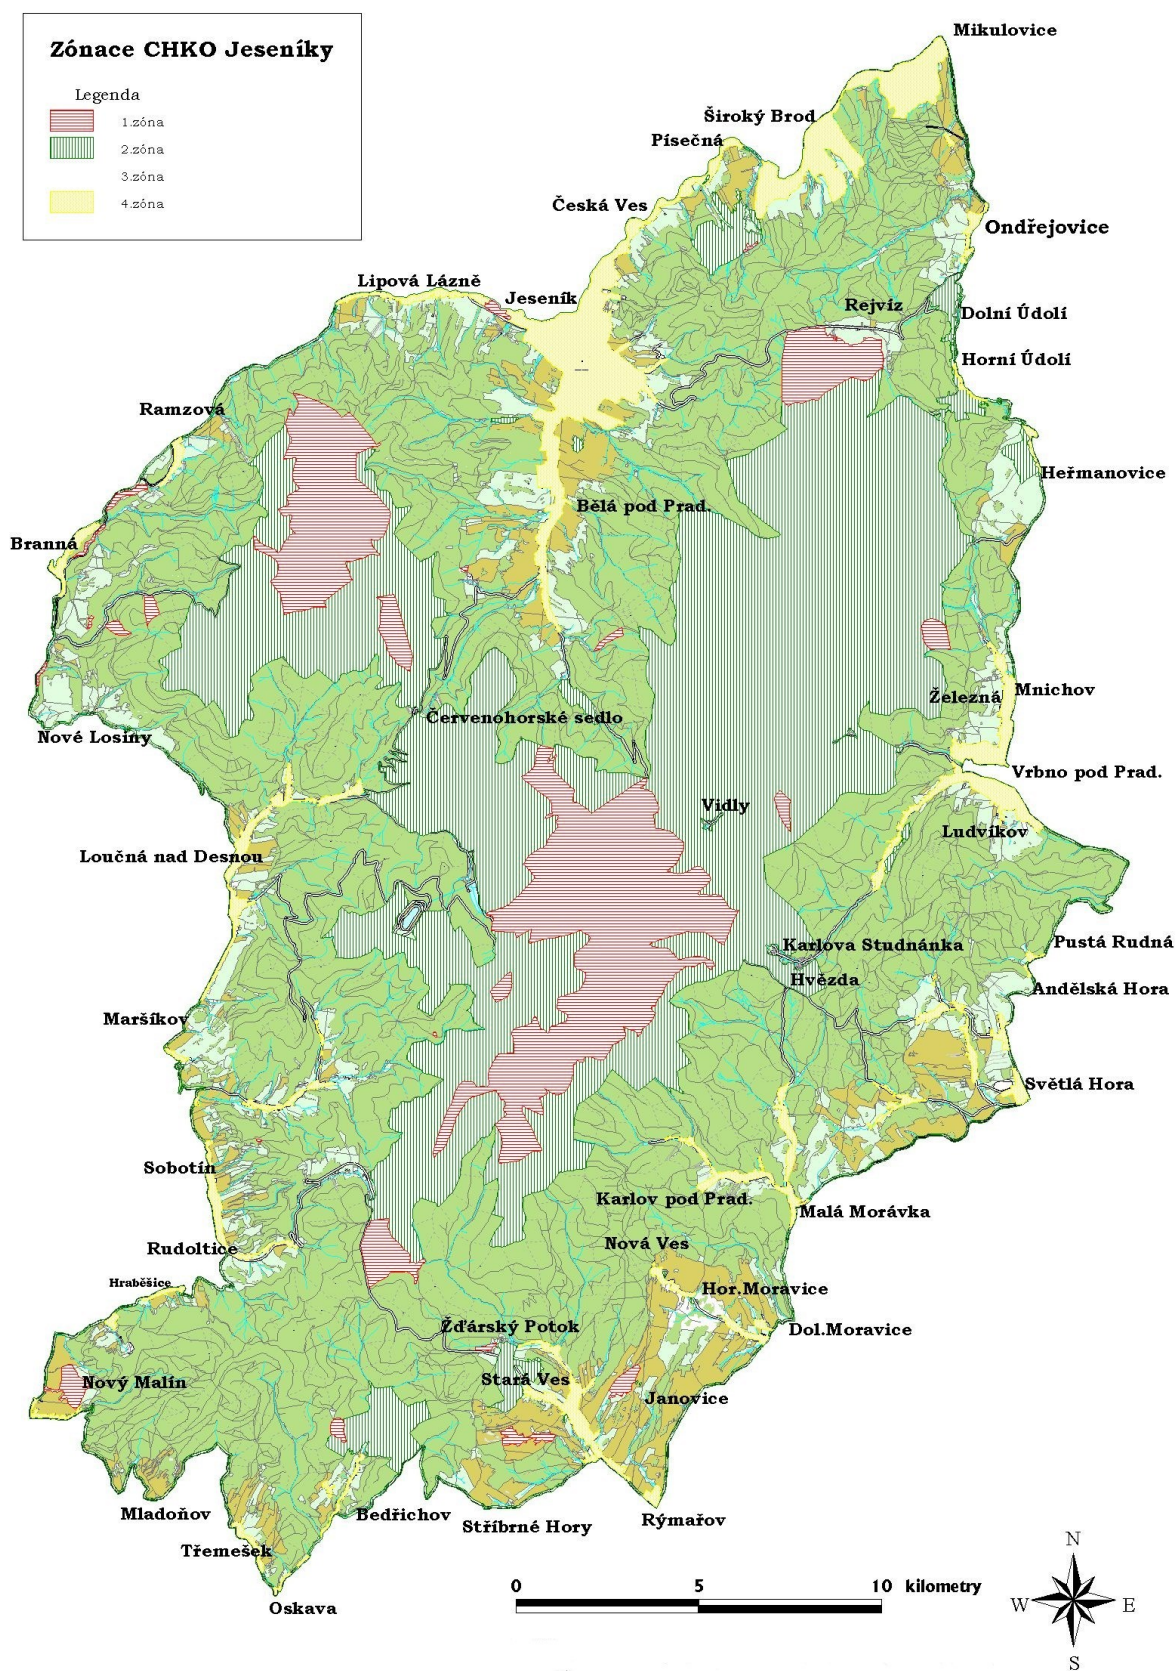 Zónace CHKO Jeseníky
Legenda
1.zóna
2.zóna
3.zóna
4.zóna
Mikulovice
Široký Brod
Písečná
Česká Ves
Ondřejovice
Lipová Lázně
Jeseník
Rejvíz
Dolní Údolí
Horní Údolí
Ramzová
Heřmanovice
Bělá pod Prad.
Branná
Železná
Mnichov
Červenohorské sedlo
Nové Losiny
Vrbno pod Prad.
Vidly
Ludvíkov
Loučná nad Desnou
Karlova Studnánka
Pustá Rudná
Hvězda
Andělská Hora
Maršíkov
Světlá Hora
Sobotín
Karlov pod Prad.
Malá Morávka
Nová Ves
Rudoltice
Hraběšice
Hor.Moravice
Žďárský Potok
Dol.Moravice
Nový Malín
Stará Ves
Janovice
Mladoňov
Bedřichov
Stříbrné Hory
Rýmařov
Třemešek
Oskava
0 5 10 kilometry
N
W E
S